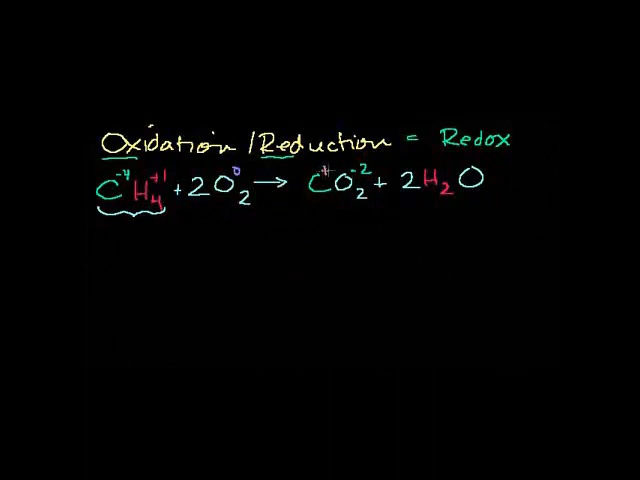 Oxidation / Reduction = Redox
C⁻⁴H₄⁺¹ + 2O₂⁰ → CO₂⁻² + 2H₂O